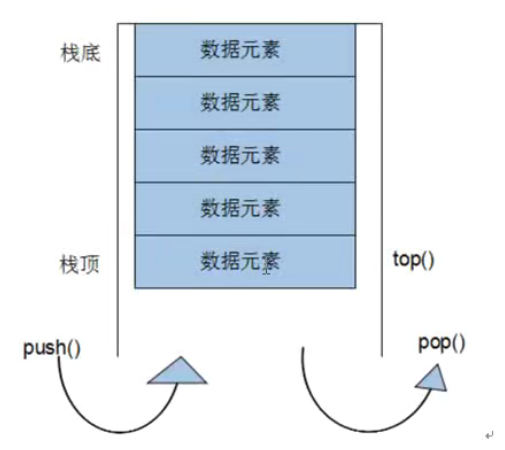 栈底 数据元素
数据元素
数据元素
数据元素
栈顶 数据元素 top()
push() pop()